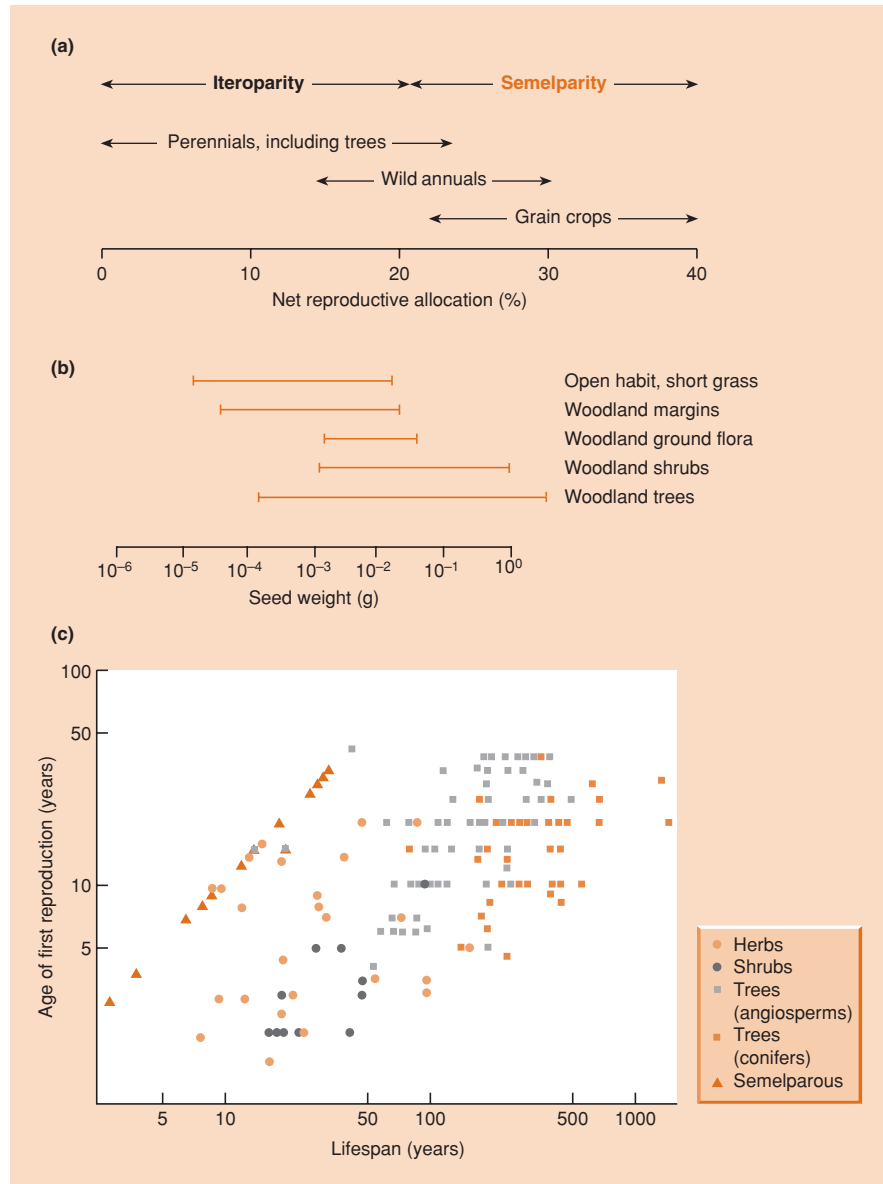 (a)
Iteroparity
Semelparity
Perennials, including trees
Wild annuals
Grain crops
0 10 20 30 40
Net reproductive allocation (%)
(b)
Open habit, short grass
Woodland margins
Woodland ground flora
Woodland shrubs
Woodland trees
10⁻⁶ 10⁻⁵ 10⁻⁴ 10⁻³ 10⁻² 10⁻¹ 10⁰
Seed weight (g)
(c)
100
50
10
5
Age of first reproduction (years)
5 10 50 100 500 1000
Lifespan (years)
Herbs
Shrubs
Trees
(angiosperms)
Trees
(conifers)
Semelparous